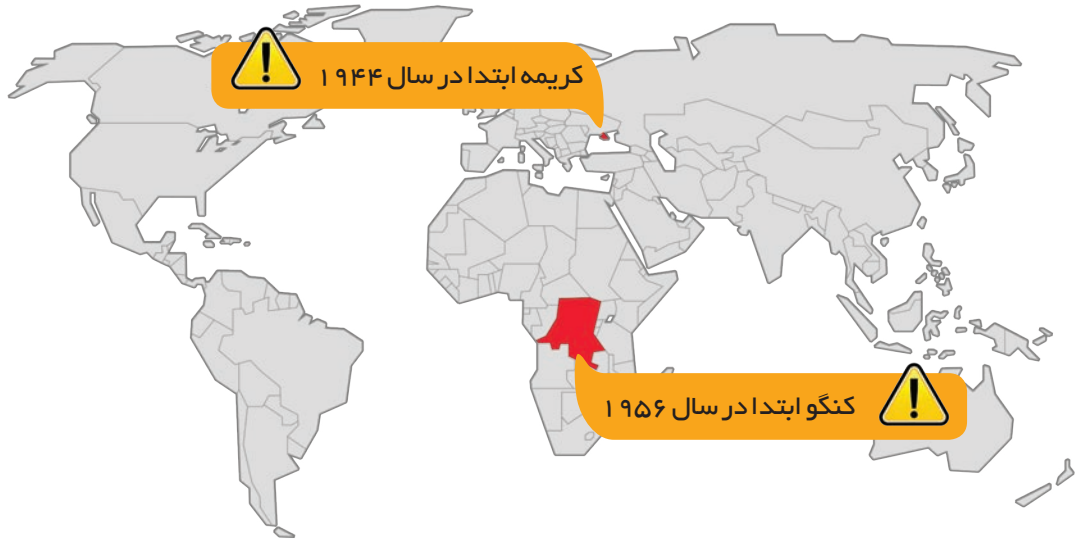 کریمه ابتدا در سال ۱۹۴۴
کنگو ابتدا در سال ۱۹۵۶